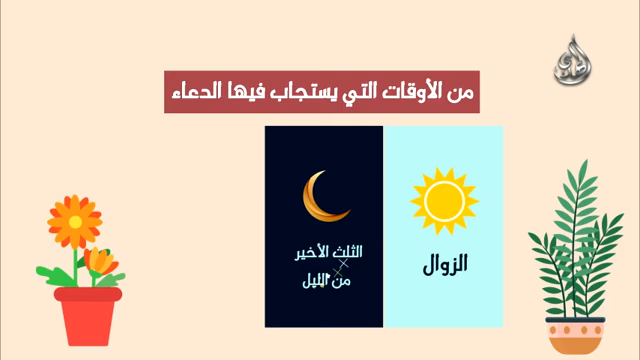 من الأوقات التي يستجاب فيها الدعاء
الزوال
الثلث الأخير
من الليل